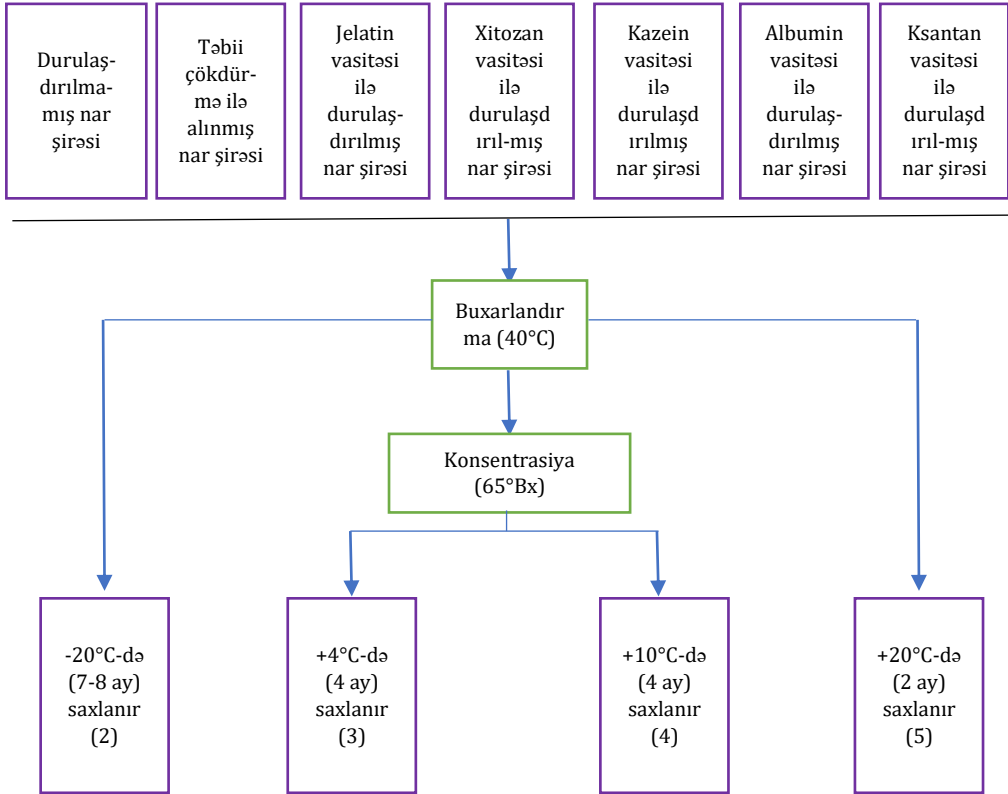 Durulaş-
dırılma-
mış nar
şirəsi
Təbii
çökdür-
mə ilə
alınmış
nar şirəsi
Jelatin
vasitəsi
ilə
durulaş-
dırılmış
nar şirəsi
Xitozan
vasitəsi
ilə
durulaşd
ırıl-mış
nar şirəsi
Kazein
vasitəsi
ilə
durulaşd
ırılmış
nar şirəsi
Albumin
vasitəsi
ilə
durulaş-
dırılmış
nar şirəsi
Ksantan
vasitəsi
ilə
durulaşd
ırıl-mış
nar şirəsi
Buxarlandır
ma (40°C)
Konsentrasiya
(65°Bx)
-20°C-də
(7-8 ay)
saxlanır
(2)
+4°C-də
(4 ay)
saxlanır
(3)
+10°C-də
(4 ay)
saxlanır
(4)
+20°C-də
(2 ay)
saxlanır
(5)